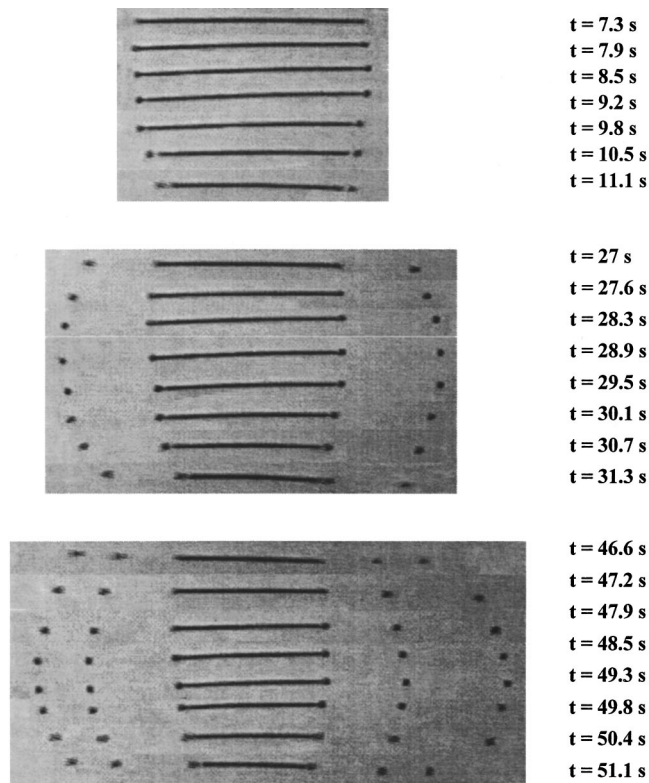 t = 7.3 s
t = 7.9 s
t = 8.5 s
t = 9.2 s
t = 9.8 s
t = 10.5 s
t = 11.1 s
t = 27 s
t = 27.6 s
t = 28.3 s
t = 28.9 s
t = 29.5 s
t = 30.1 s
t = 30.7 s
t = 31.3 s
t = 46.6 s
t = 47.2 s
t = 47.9 s
t = 48.5 s
t = 49.3 s
t = 49.8 s
t = 50.4 s
t = 51.1 s